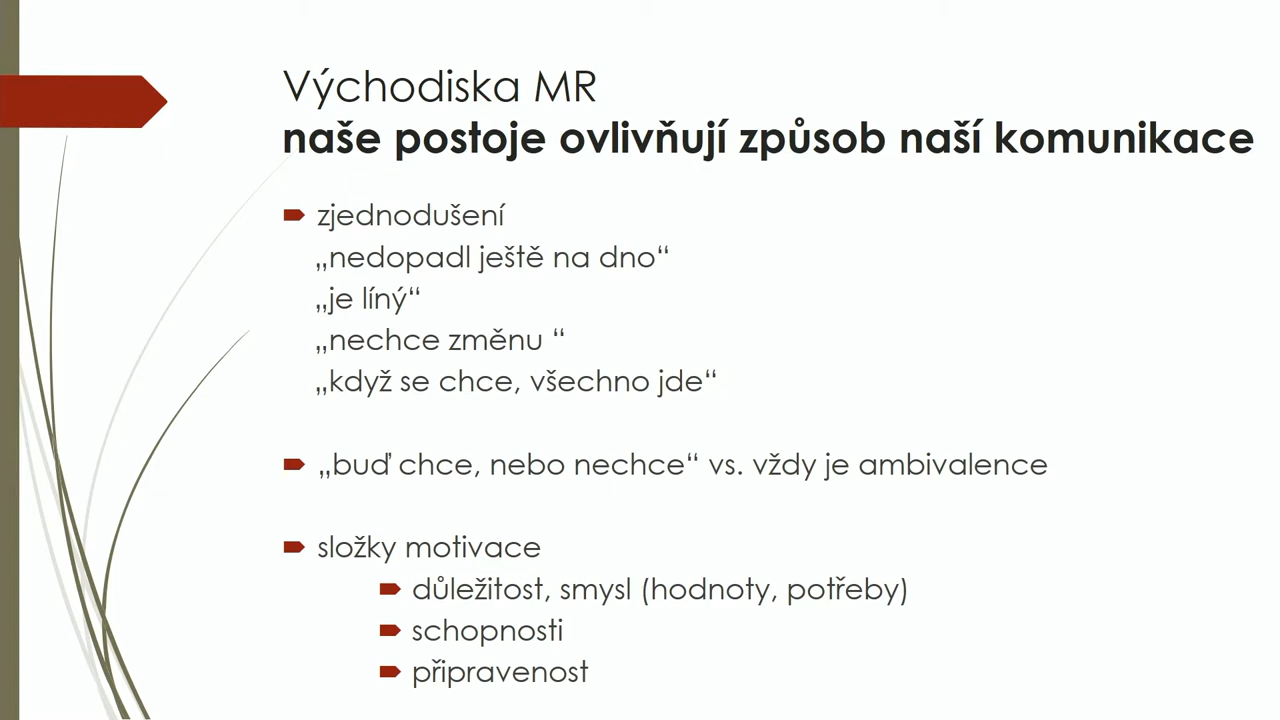 Východiska MR
naše postoje ovlivňují způsob naší komunikace
zjednodušení
„nedopadl ještě na dno“
„je líný“
„nechce změnu “
„když se chce, všechno jde“
„buď chce, nebo nechce“ vs. vždy je ambivalence
složky motivace
důležitost, smysl (hodnoty, potřeby)
schopnosti
připravenost